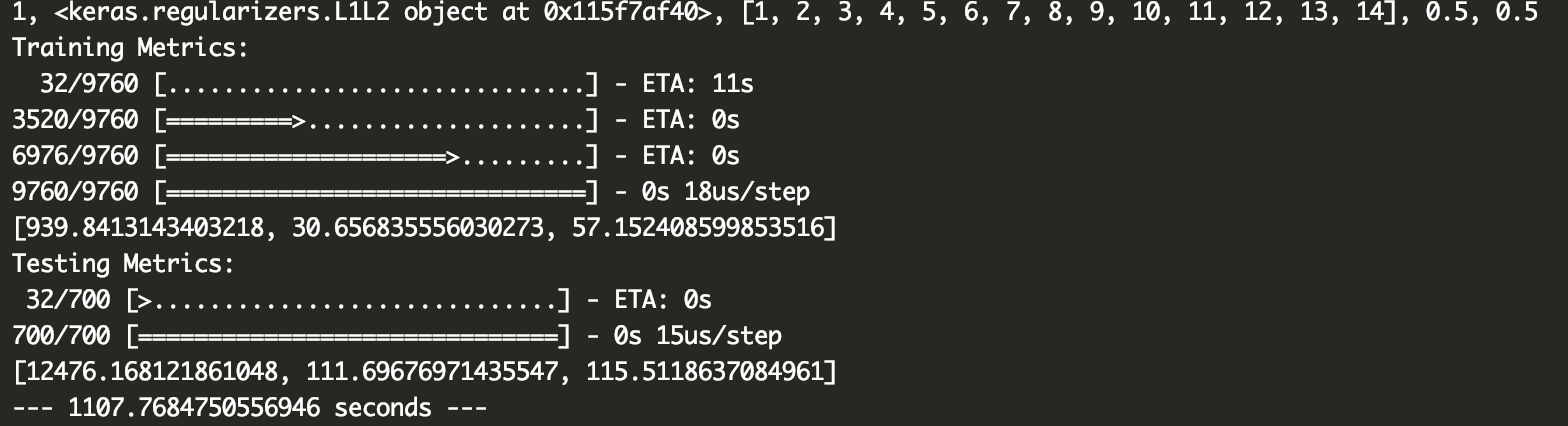 1, <keras.regularizers.L1L2 object at 0x115f7af40>, [1, 2, 3, 4, 5, 6, 7, 8, 9, 10, 11, 12, 13, 14], 0.5, 0.5
Training Metrics:
  32/9760 [..............................] - ETA: 11s
3520/9760 [=========>....................] - ETA: 0s
6976/9760 [====================>.........] - ETA: 0s
9760/9760 [==============================] - 0s 18us/step
[939.8413143403218, 30.656835556030273, 57.152408599853516]
Testing Metrics:
 32/700 [>.............................] - ETA: 0s
700/700 [==============================] - 0s 15us/step
[12476.168121861048, 111.69676971435547, 115.5118637084961]
--- 1107.7684750556946 seconds ---